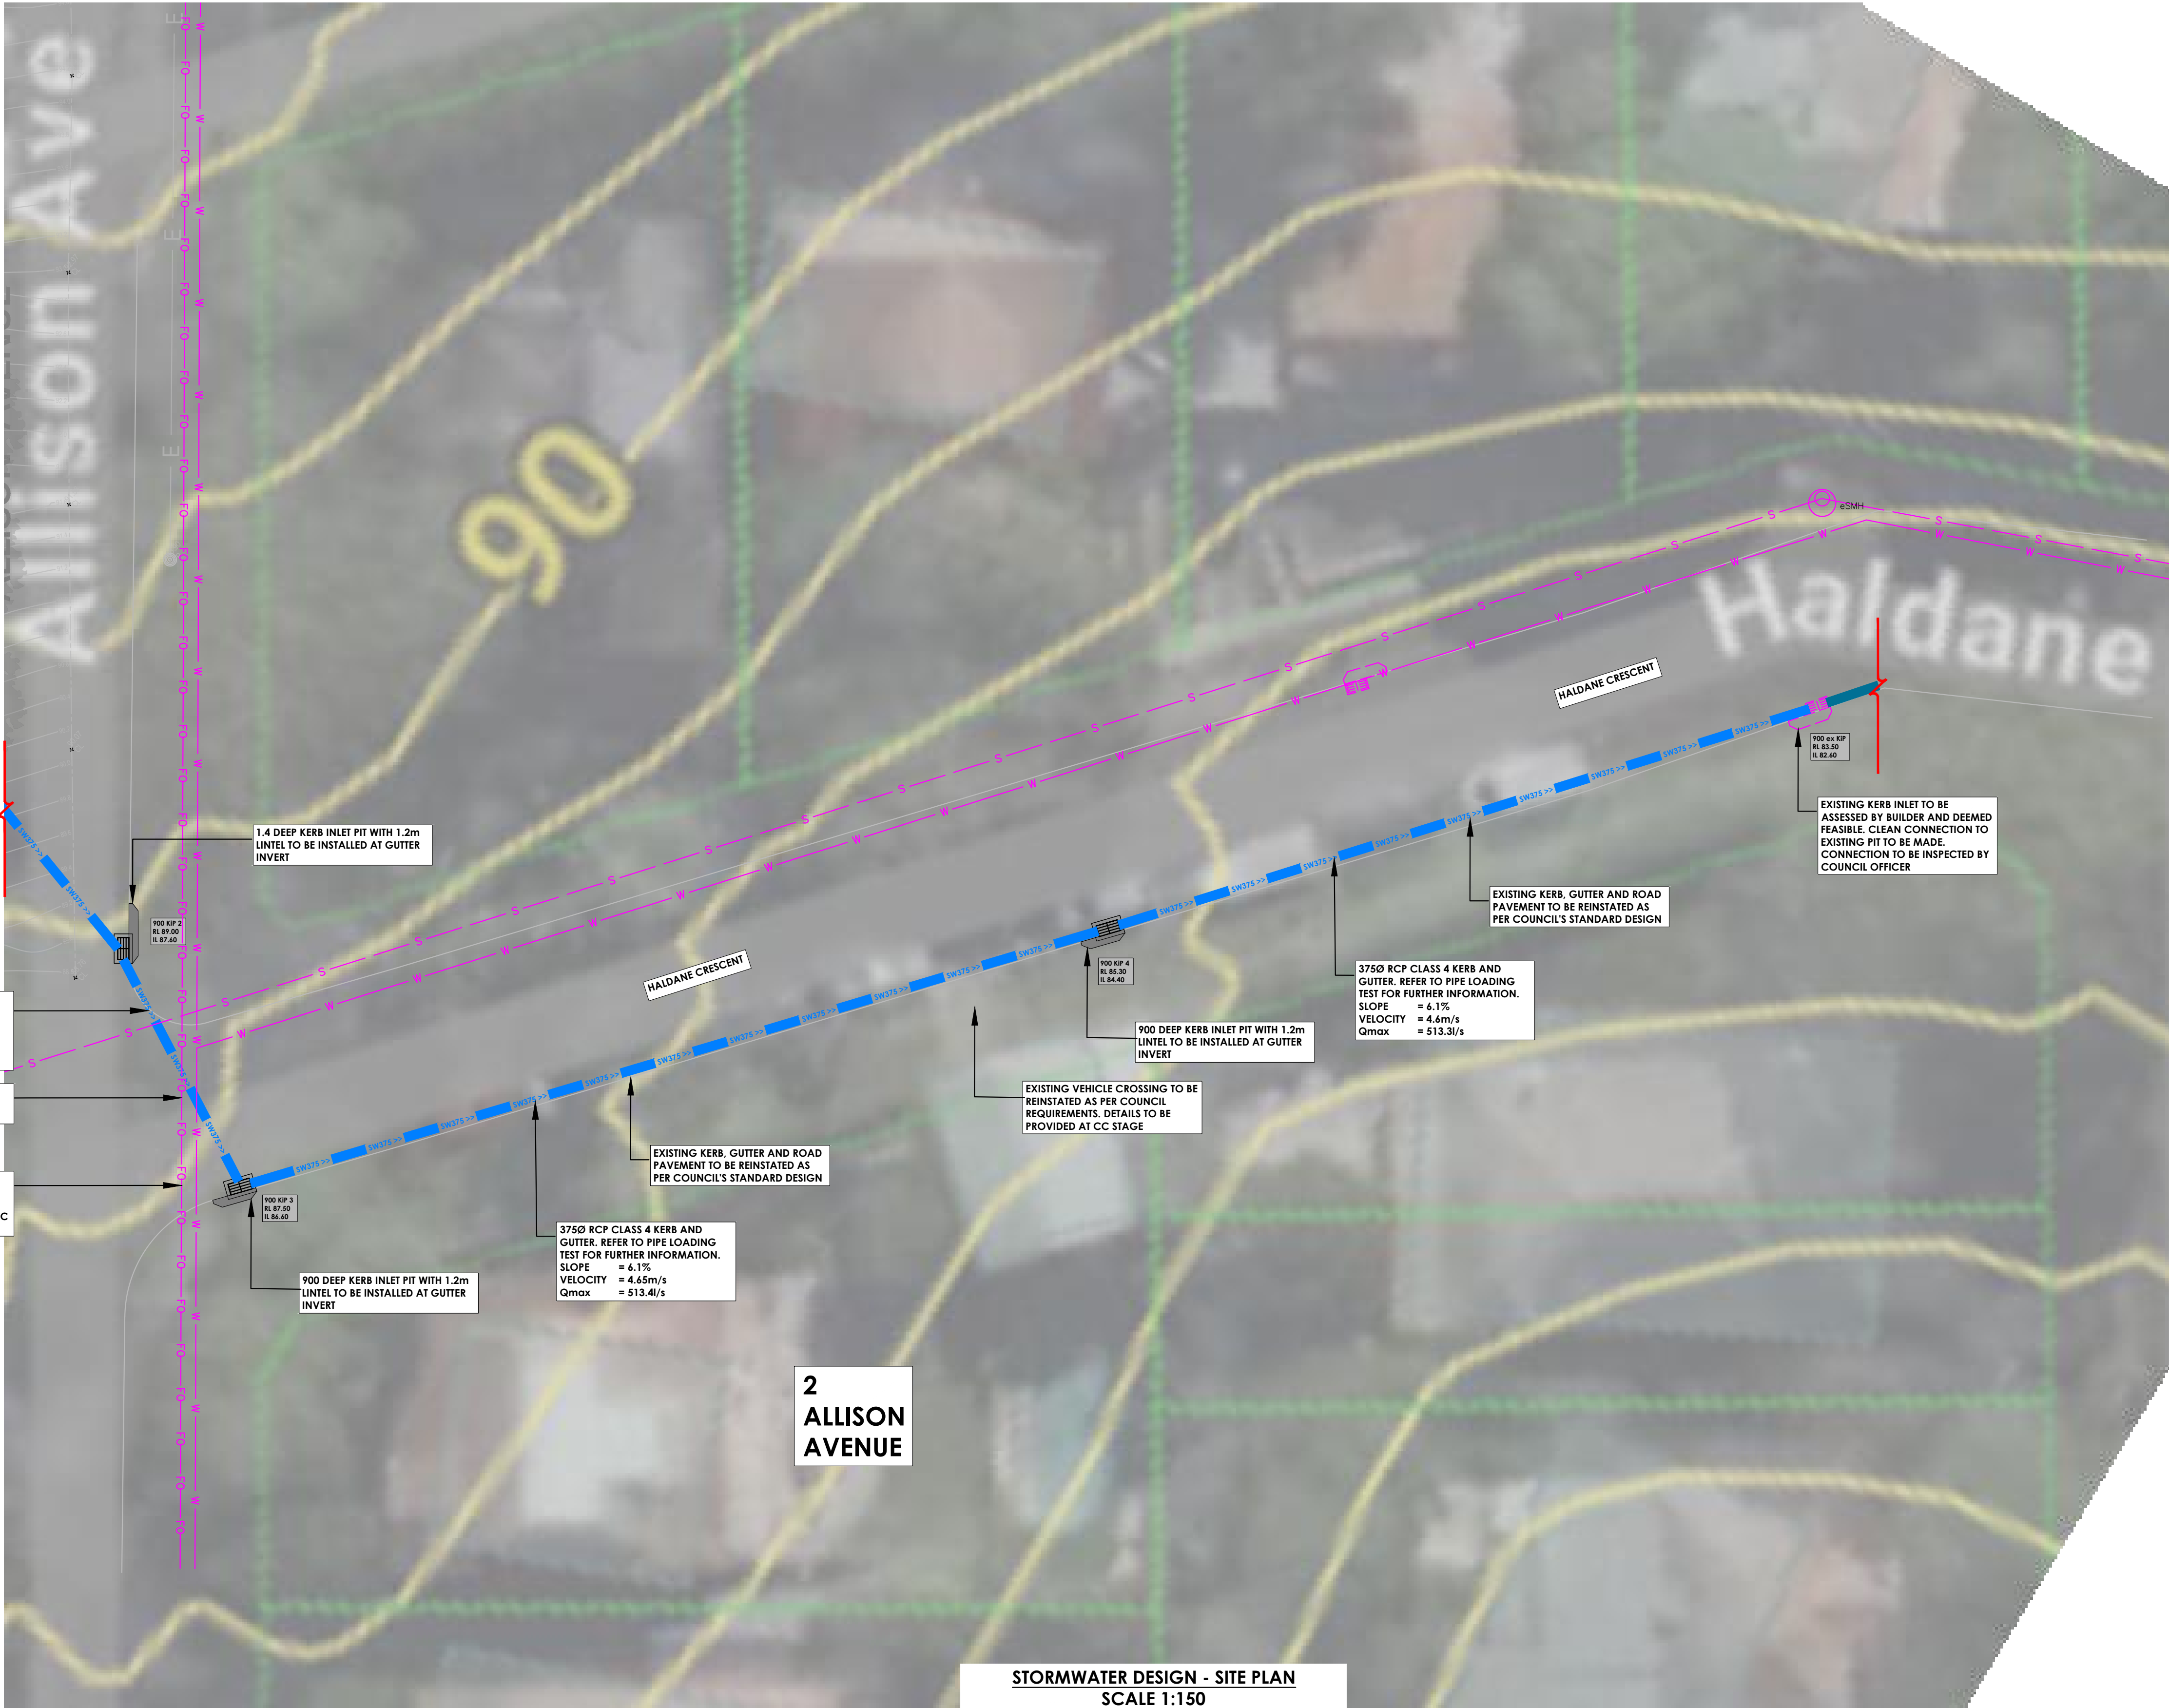 Allison Ave
90
Haldane
eSMH
HALDANE CRESCENT
900 ex KIP
RL 83.50
IL 82.60
EXISTING KERB INLET TO BE
ASSESSED BY BUILDER AND DEEMED
FEASIBLE. CLEAN CONNECTION TO
EXISTING PIT TO BE MADE.
CONNECTION TO BE INSPECTED BY
COUNCIL OFFICER
1.4 DEEP KERB INLET PIT WITH 1.2m
LINTEL TO BE INSTALLED AT GUTTER
INVERT
900 KIP 2
RL 89.00
IL 87.60
EXISTING KERB, GUTTER AND ROAD
PAVEMENT TO BE REINSTATED AS
PER COUNCIL'S STANDARD DESIGN
HALDANE CRESCENT
900 KIP 4
RL 85.30
IL 84.40
375Ø RCP CLASS 4 KERB AND
GUTTER. REFER TO PIPE LOADING
TEST FOR FURTHER INFORMATION.
SLOPE = 6.1%
VELOCITY = 4.6m/s
Qmax = 513.3l/s
900 DEEP KERB INLET PIT WITH 1.2m
LINTEL TO BE INSTALLED AT GUTTER
INVERT
EXISTING VEHICLE CROSSING TO BE
REINSTATED AS PER COUNCIL
REQUIREMENTS. DETAILS TO BE
PROVIDED AT CC STAGE
EXISTING KERB, GUTTER AND ROAD
PAVEMENT TO BE REINSTATED AS
PER COUNCIL'S STANDARD DESIGN
900 KIP 3
RL 87.50
IL 86.60
C
375Ø RCP CLASS 4 KERB AND
GUTTER. REFER TO PIPE LOADING
TEST FOR FURTHER INFORMATION.
SLOPE = 6.1%
VELOCITY = 4.65m/s
Qmax = 513.4l/s
900 DEEP KERB INLET PIT WITH 1.2m
LINTEL TO BE INSTALLED AT GUTTER
INVERT
2
ALLISON
AVENUE
STORMWATER DESIGN - SITE PLAN
SCALE 1:150
SW375 >>